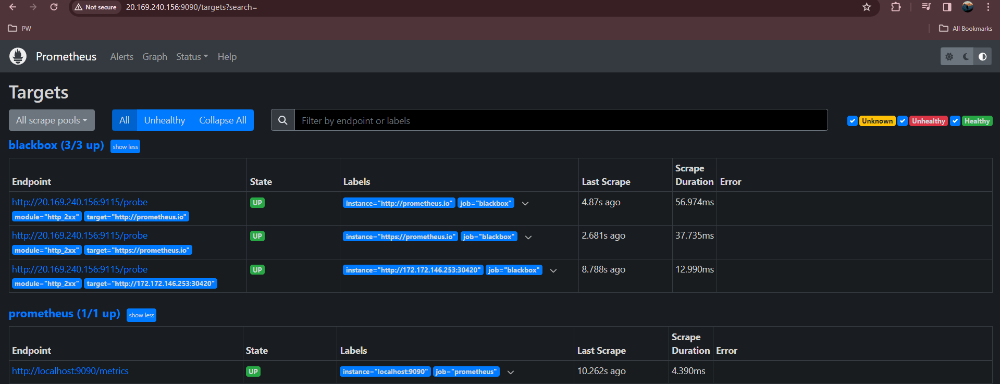 Not secure 20.169.240.156:9090/targets?search=
PW All Bookmarks
Prometheus Alerts Graph Status Help
Targets
All scrape pools All Unhealthy Collapse All Filter by endpoint or labels Unknown Unhealthy Healthy
blackbox (3/3 up) show less
Endpoint State Labels Last Scrape Scrape Duration Error
http://20.169.240.156:9115/probe UP instance="http://prometheus.io" job="blackbox" 4.87s ago 56.974ms
module="http_2xx" target="http://prometheus.io"
http://20.169.240.156:9115/probe UP instance="https://prometheus.io" job="blackbox" 2.681s ago 37.735ms
module="http_2xx" target="https://prometheus.io"
http://20.169.240.156:9115/probe UP instance="http://172.172.146.253:30420" job="blackbox" 8.788s ago 12.990ms
module="http_2xx" target="http://172.172.146.253:30420"
prometheus (1/1 up) show less
Endpoint State Labels Last Scrape Scrape Duration Error
http://localhost:9090/metrics UP instance="localhost:9090" job="prometheus" 10.262s ago 4.390ms